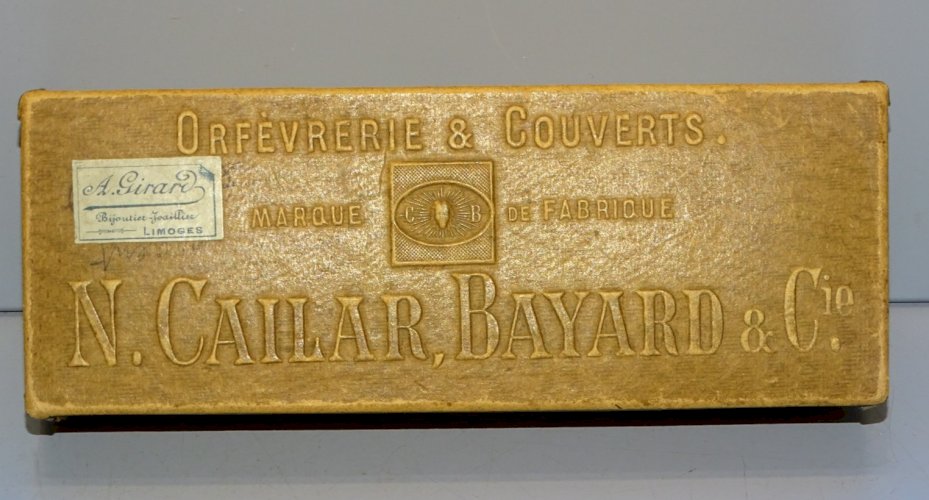 ORFÈVRERIE & COUVERTS.
A. Girard
Bijoutier-Joaillier
LIMOGES
MARQUE C B DE FABRIQUE
N. CAILAR, BAYARD & Cie.